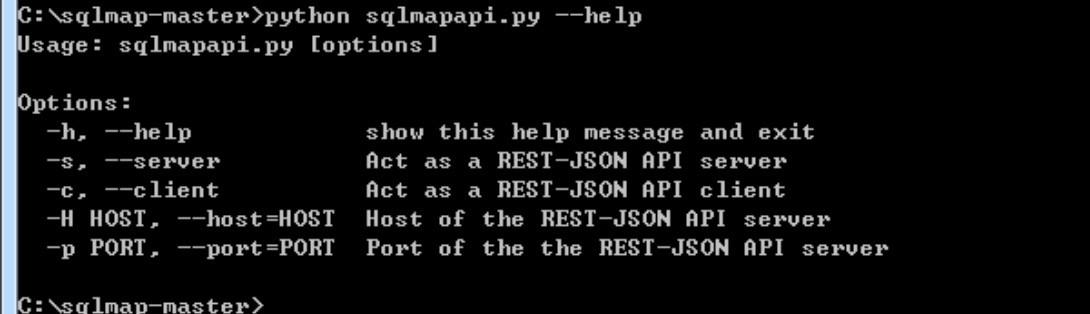 C:\sqlmap-master>python sqlmapapi.py --help
Usage: sqlmapapi.py [options]
Options:
-h, --help show this help message and exit
-s, --server Act as a REST-JSON API server
-c, --client Act as a REST-JSON API client
-H HOST, --host=HOST Host of the REST-JSON API server
-p PORT, --port=PORT Port of the the REST-JSON API server
C:\sqlmap-master>